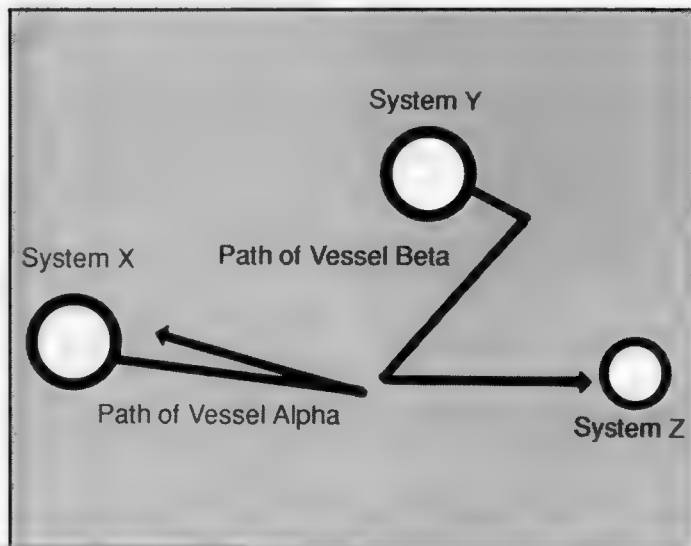 System Y
Path of Vessel Beta
System X
Path of Vessel Alpha
System Z